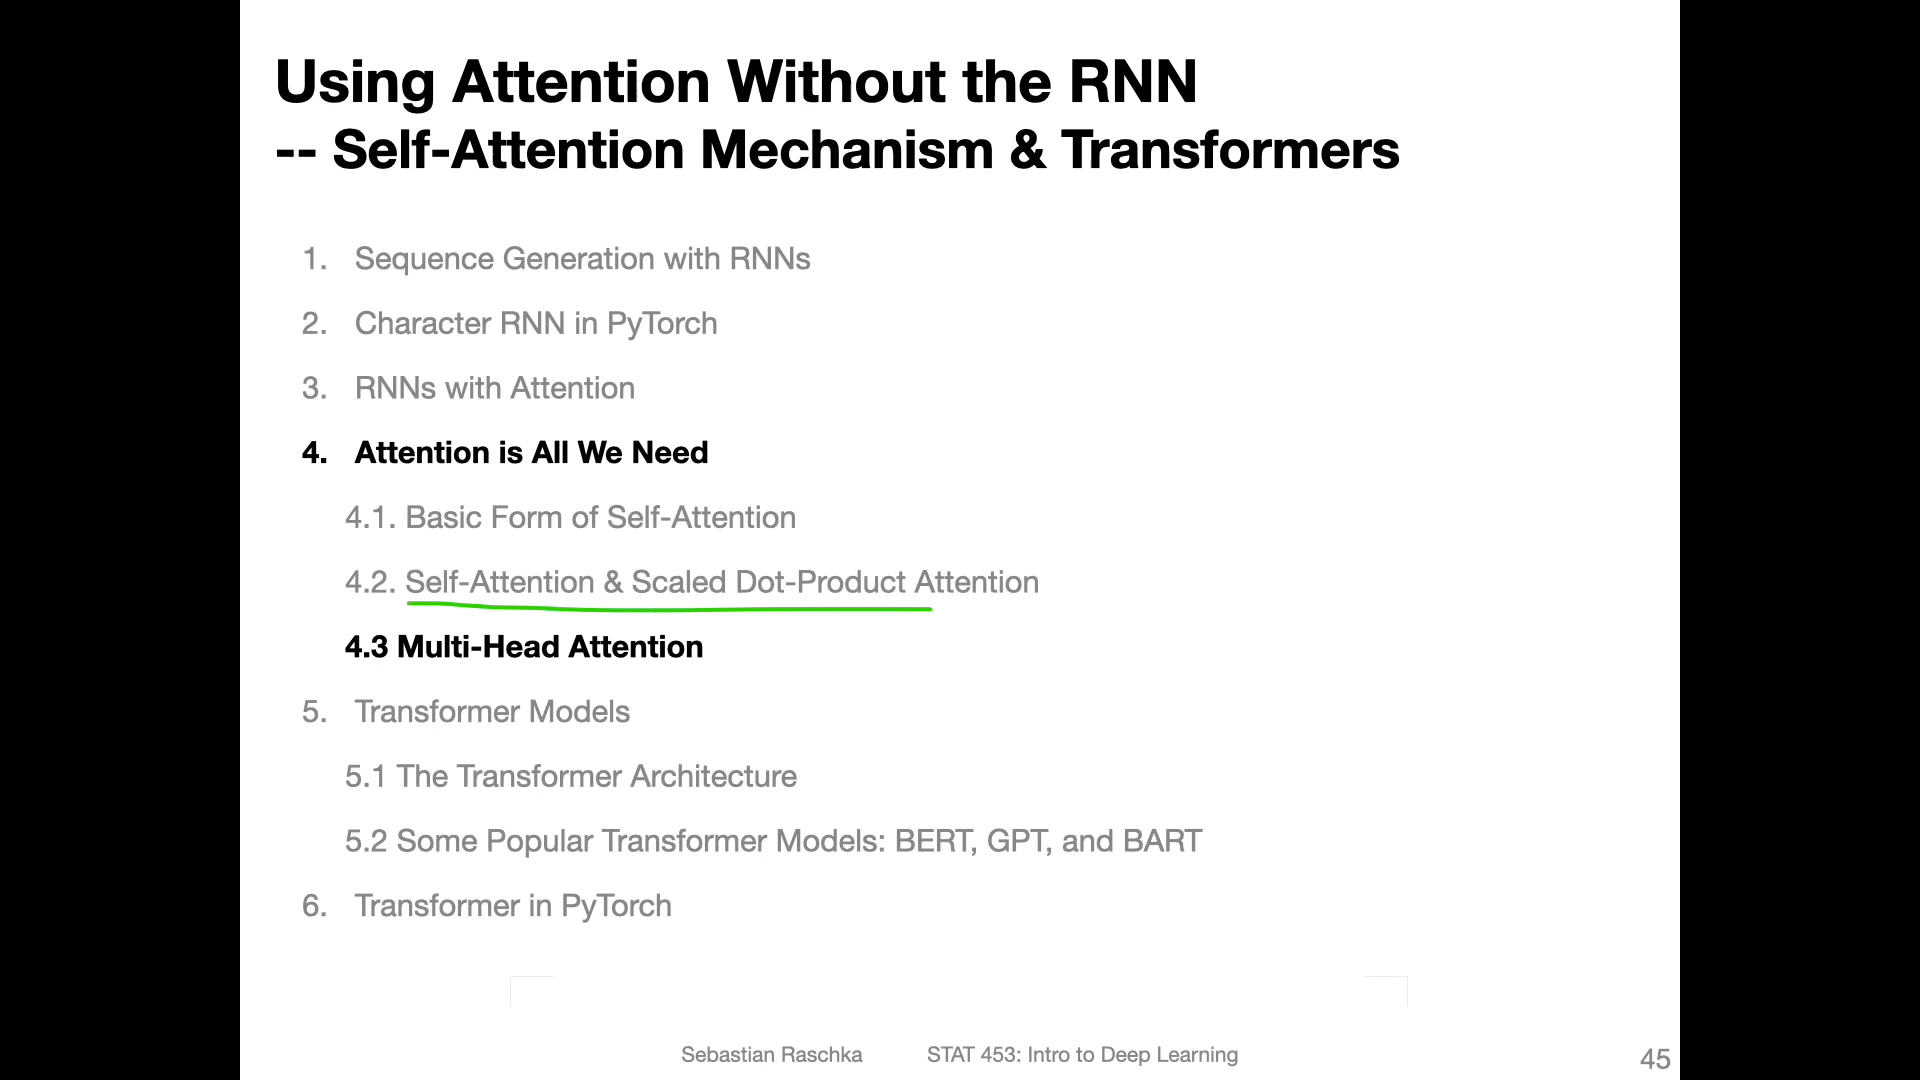 Using Attention Without the RNN
-- Self-Attention Mechanism & Transformers
1. Sequence Generation with RNNs
2. Character RNN in PyTorch
3. RNNs with Attention
4. Attention is All We Need
4.1. Basic Form of Self-Attention
4.2. Self-Attention & Scaled Dot-Product Attention
4.3 Multi-Head Attention
5. Transformer Models
5.1 The Transformer Architecture
5.2 Some Popular Transformer Models: BERT, GPT, and BART
6. Transformer in PyTorch
Sebastian Raschka STAT 453: Intro to Deep Learning 45